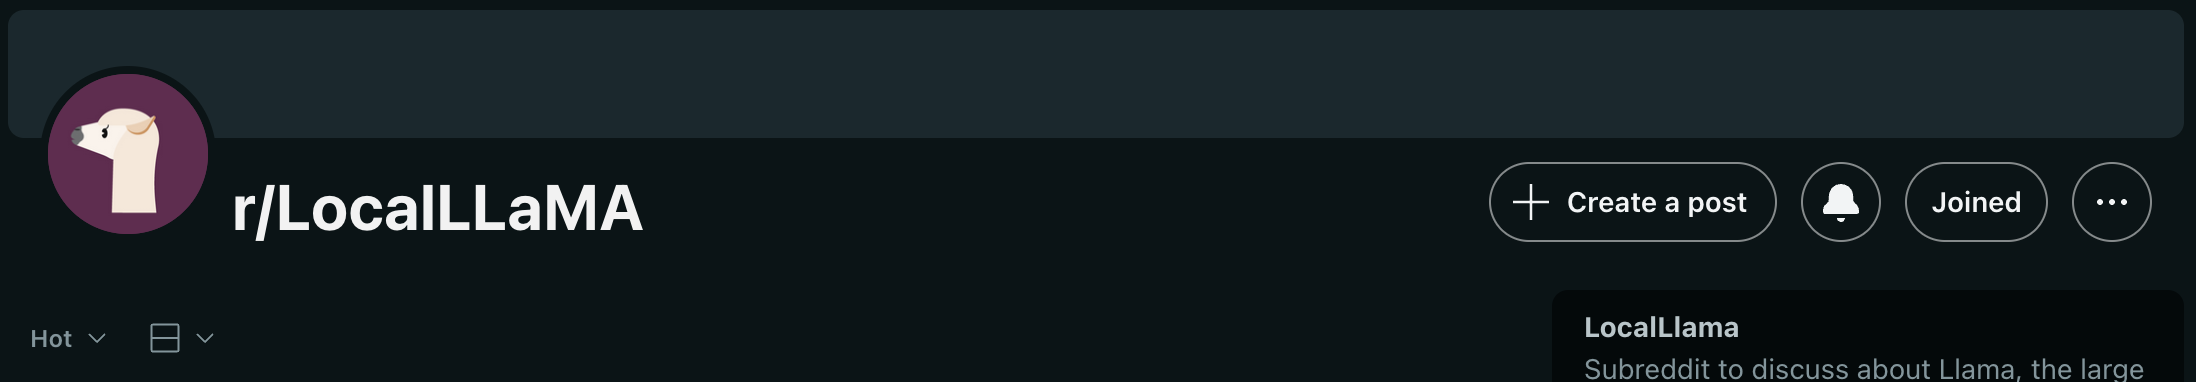 r/LocalLLaMA
Create a post
Joined
Hot
LocalLlama
Subreddit to discuss about Llama, the large